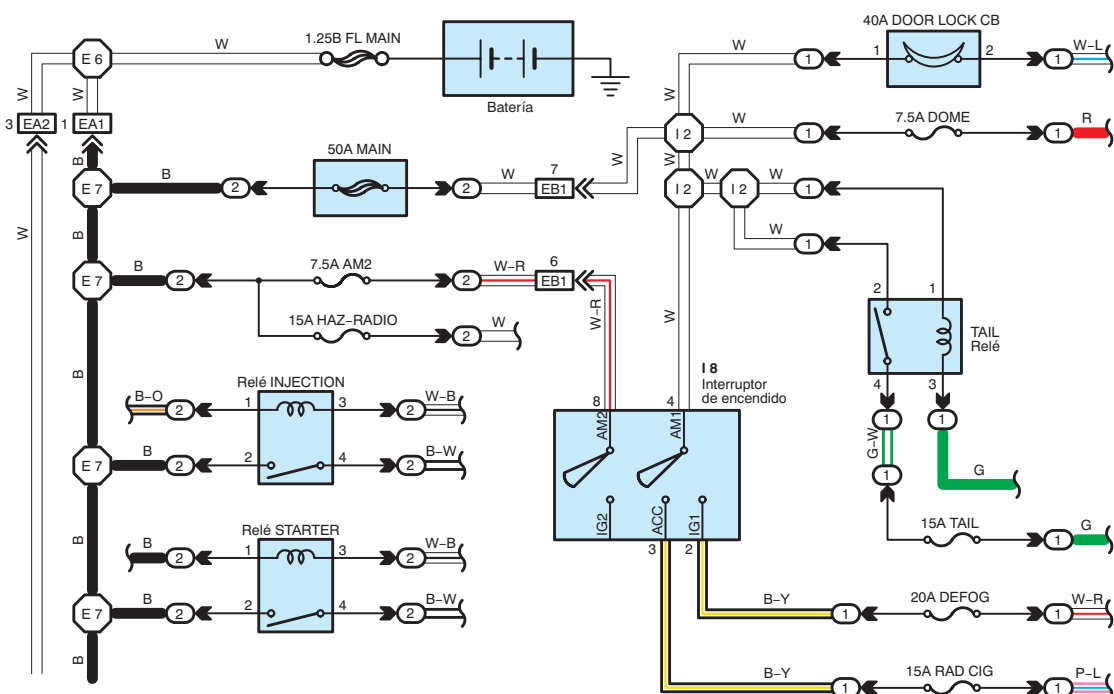 40A DOOR LOCK CB
1.25B FL MAIN
W
W
1
1
2
1
W–L
E 6
Batería
W
W
W
7.5A DOME
R
3 EA2
1 EA1
I 2
W
1
1
50A MAIN
7
W
W
B
E 7
B
2
2
W
EB1
I 2
W
I 2
W
1
W
1
B
W
6
7.5A AM2
W–R
E 7
B
2
2
EB1
15A HAZ–RADIO
W
2
W–R
W
2
1
TAIL
Relé
I 8
Interruptor
de encendido
4
3
B
Relé INJECTION
B–O
2
1
3
2
W–B
8
4
AM2
AM1
1
1
G–W
E 7
B
2
2
4
2
B–W
1
G
IG2
ACC
IG1
15A TAIL
G
1
B
Relé STARTER
B
2
1
3
2
W–B
3
2
E 7
B
2
2
4
2
B–W
B–Y
1
20A DEFOG
1
W–R
B
B–Y
1
15A RAD CIG
1
P–L